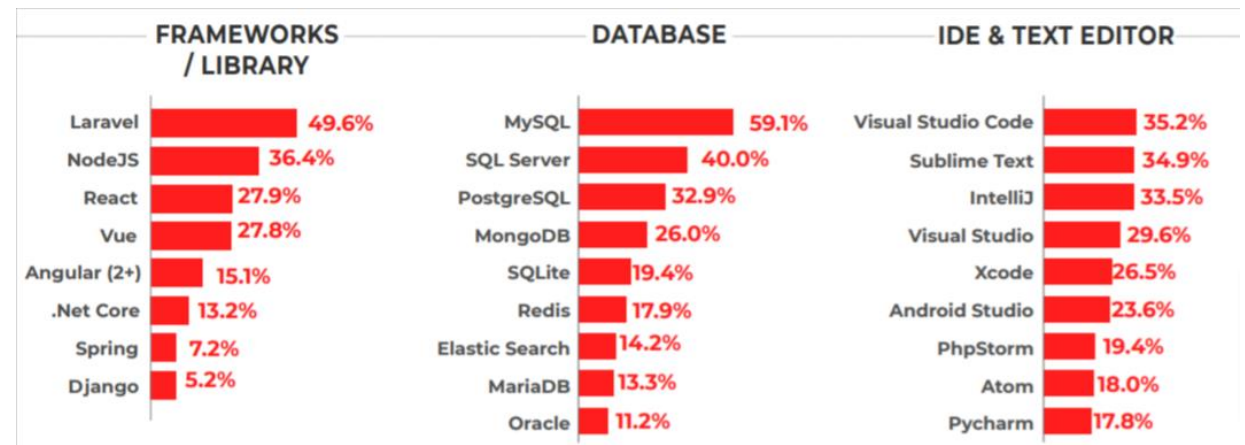 FRAMEWORKS
/ LIBRARY
Laravel 49.6%
NodeJS 36.4%
React 27.9%
Vue 27.8%
Angular (2+) 15.1%
.Net Core 13.2%
Spring 7.2%
Django 5.2%
DATABASE
MySQL 59.1%
SQL Server 40.0%
PostgreSQL 32.9%
MongoDB 26.0%
SQLite 19.4%
Redis 17.9%
Elastic Search 14.2%
MariaDB 13.3%
Oracle 11.2%
IDE & TEXT EDITOR
Visual Studio Code 35.2%
Sublime Text 34.9%
IntelliJ 33.5%
Visual Studio 29.6%
Xcode 26.5%
Android Studio 23.6%
PhpStorm 19.4%
Atom 18.0%
Pycharm 17.8%